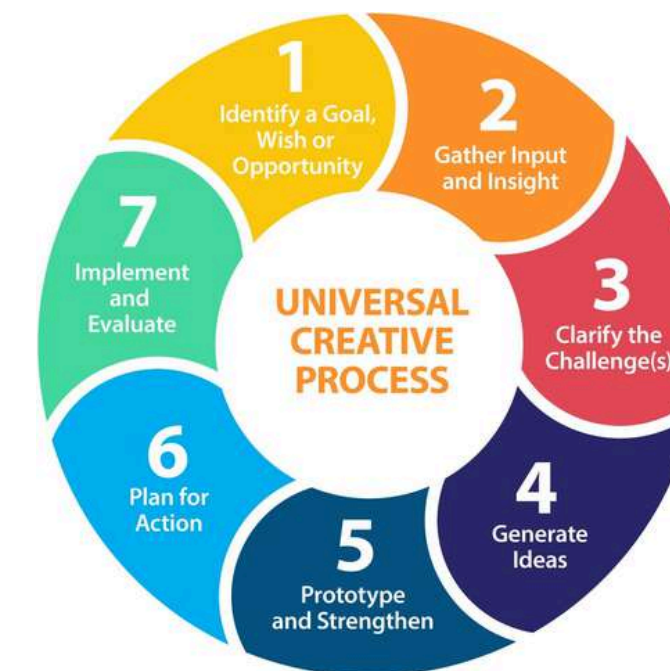 1
Identify a Goal,
Wish or
Opportunity
2
Gather Input
and Insight
3
Clarify the
Challenge(s)
4
Generate
Ideas
5
Prototype
and Strengthen
6
Plan for
Action
7
Implement
and
Evaluate
UNIVERSAL
CREATIVE
PROCESS